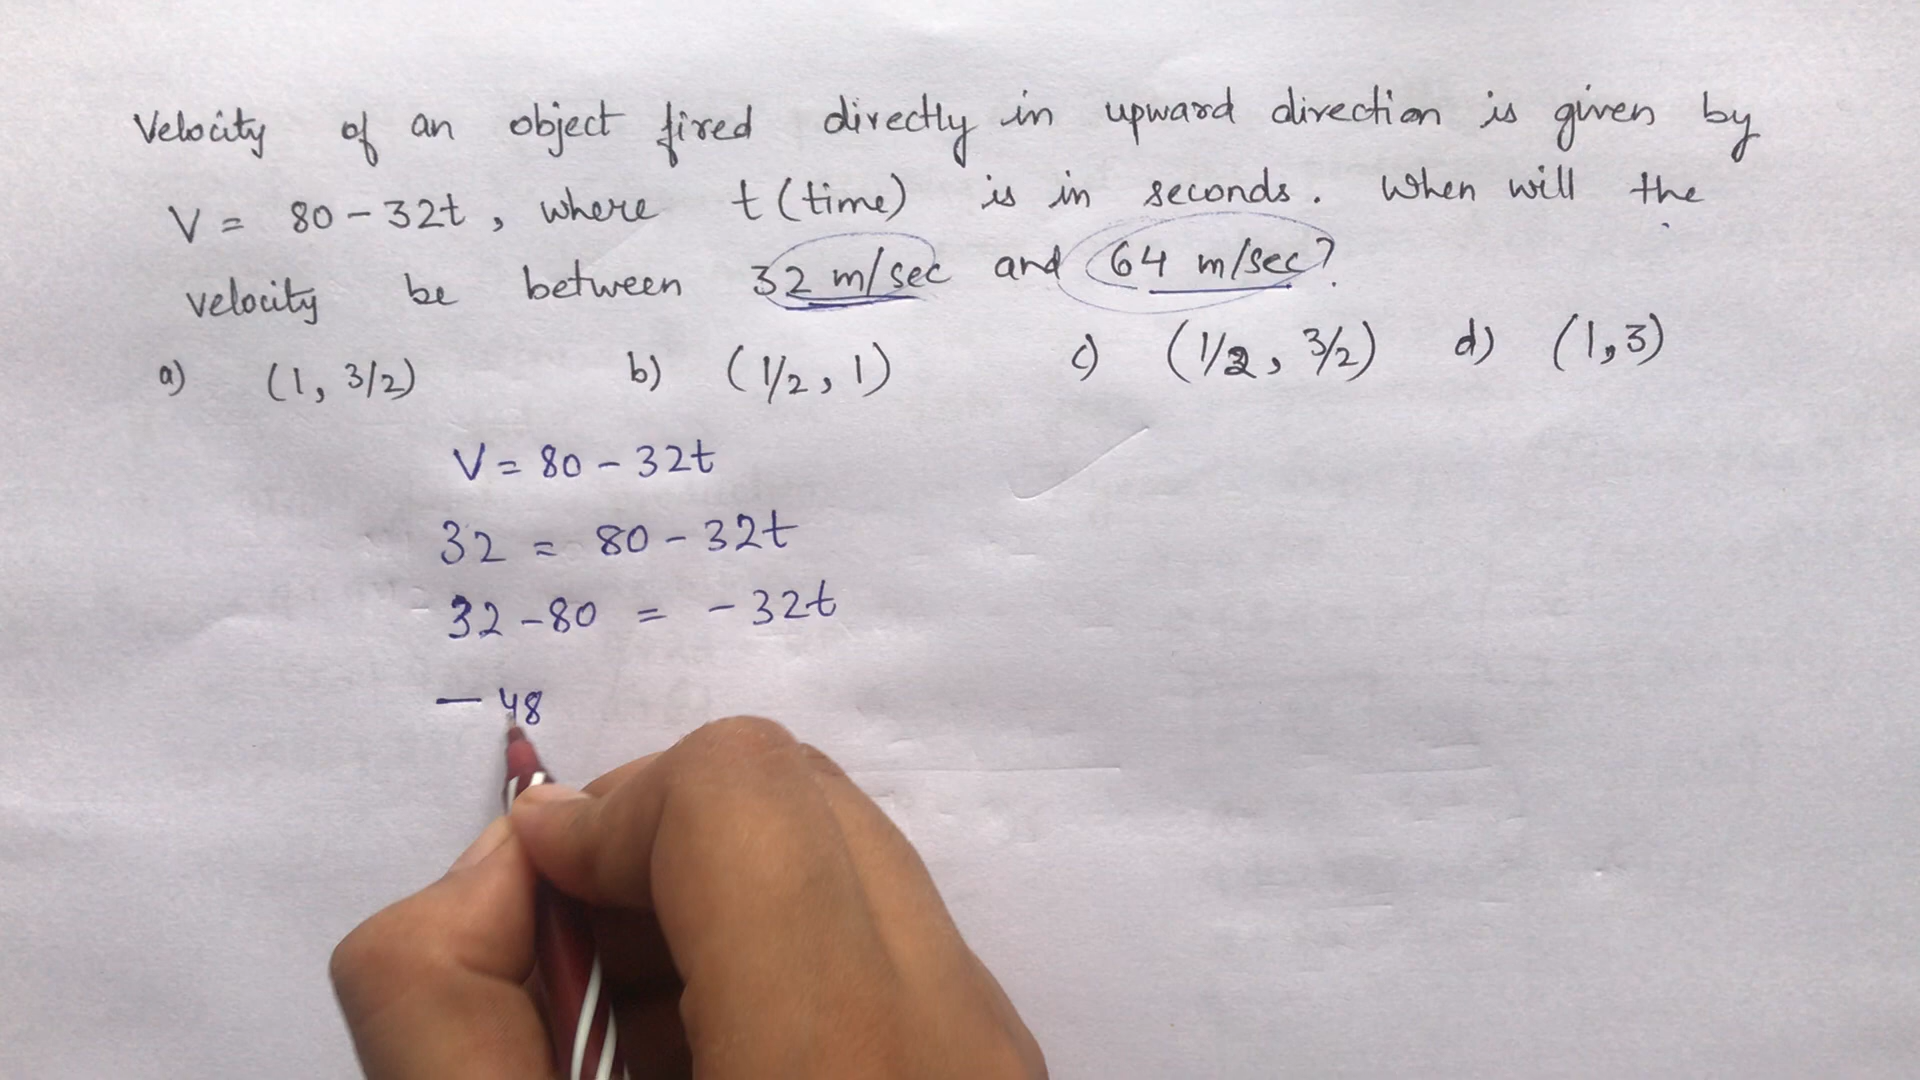 Velocity of an object fired directly in upward direction is given by
V = 80 - 32t, where t (time) is in seconds. When will the
velocity be between 32 m/sec and 64 m/sec?
a) (1, 3/2) b) (1/2, 1) c) (1/2, 3/2) d) (1,3)
V = 80 - 32t
32 = 80 - 32t
32 - 80 = - 32t
- 48